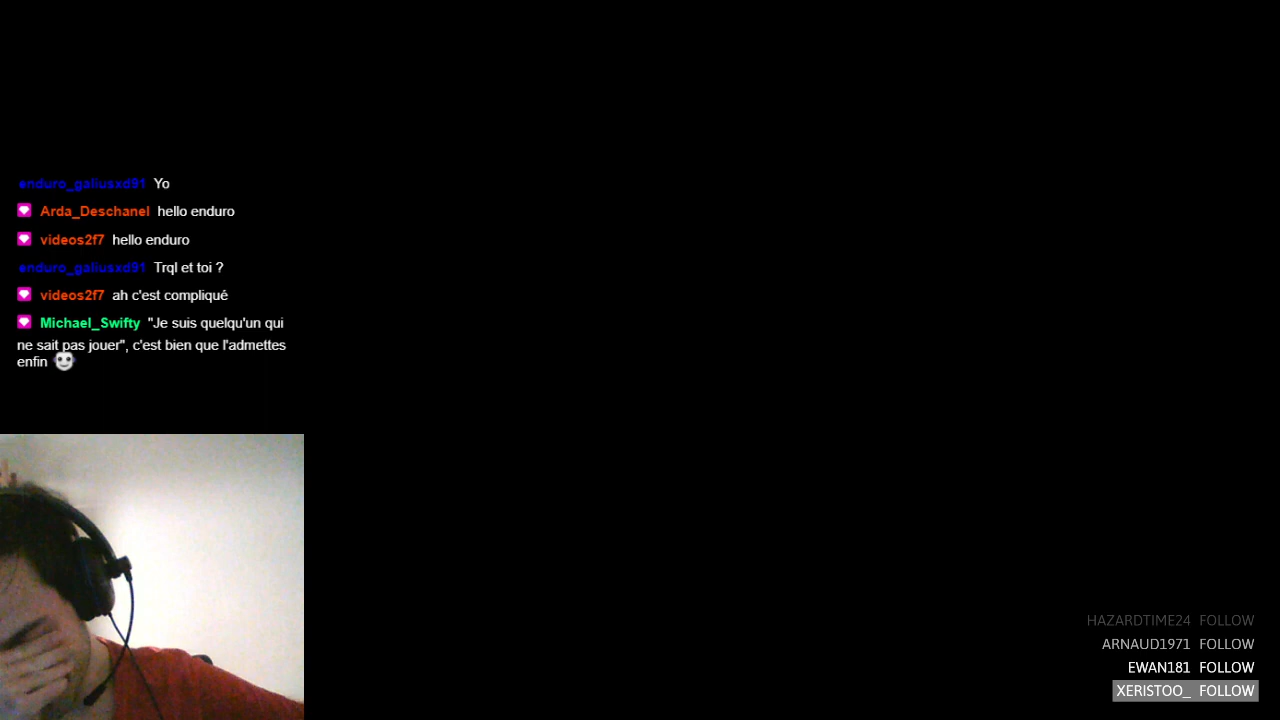 enduro_galiusxd91 Yo
Arda_Deschanel hello enduro
videos2f7 hello enduro
enduro_galiusxd91 Trql et toi ?
videos2f7 ah c'est compliqué
Michael_Swifty "Je suis quelqu'un qui
ne sait pas jouer", c'est bien que l'admettes
enfin
HAZARDTIME24 FOLLOW
ARNAUD1971 FOLLOW
EWAN181 FOLLOW
XERISTOO_ FOLLOW